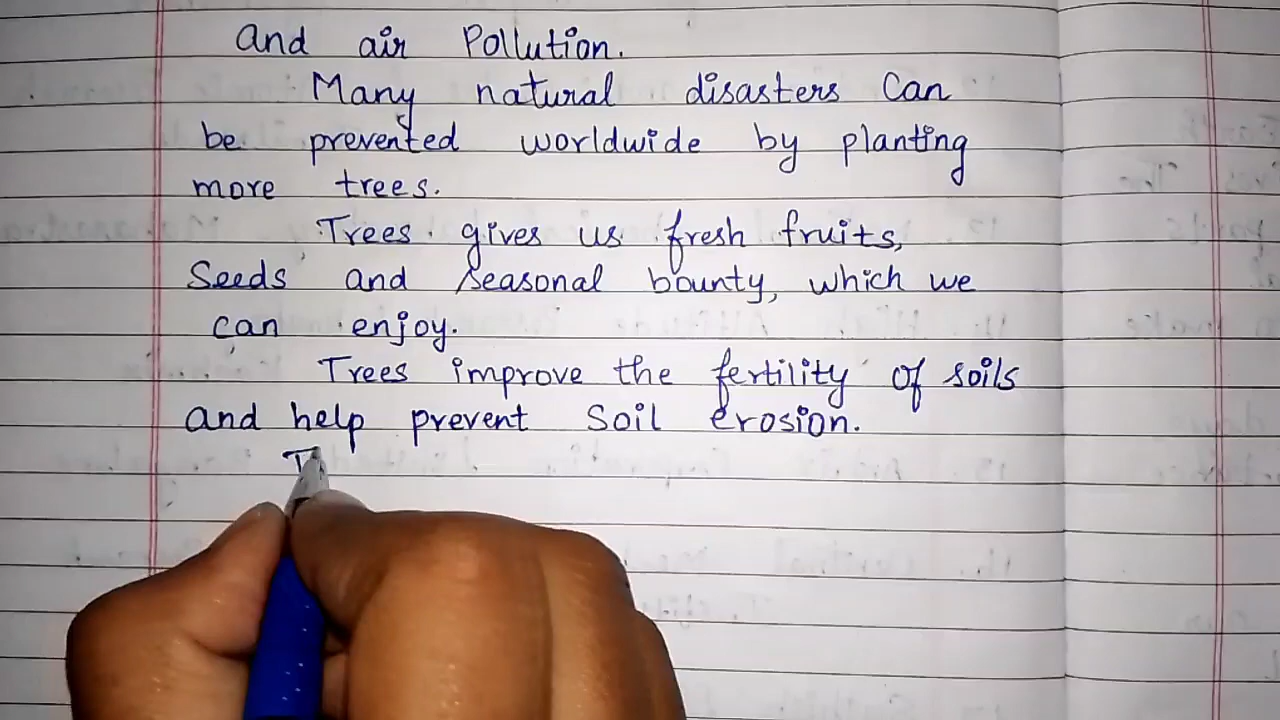 and air Pollution.
Many natural disasters Can
be prevented worldwide by planting
more trees.
Trees gives us fresh fruits,
Seeds and seasonal bounty, which we
can enjoy.
Trees improve the fertility of soils
and help prevent Soil erosion.
T